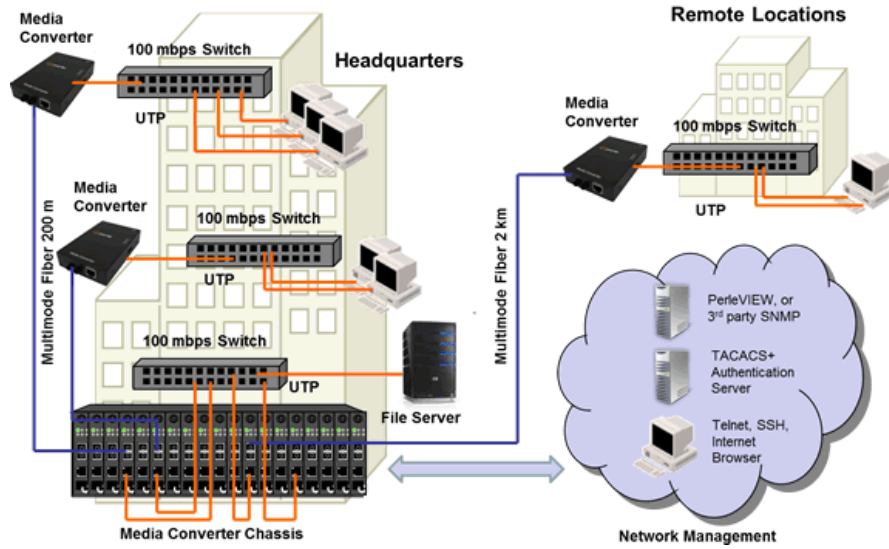 Media
Converter
100 mbps Switch
UTP
Headquarters
Remote Locations
Media
Converter
100 mbps Switch
UTP
Media
Converter
100 mbps Switch
UTP
Multimode Fiber 200 m
Multimode Fiber 2 km
100 mbps Switch
UTP
File Server
PerleVIEW, or
3rd party SNMP
TACACS+
Authentication
Server
Telnet, SSH,
Internet
Browser
Media Converter Chassis
Network Management